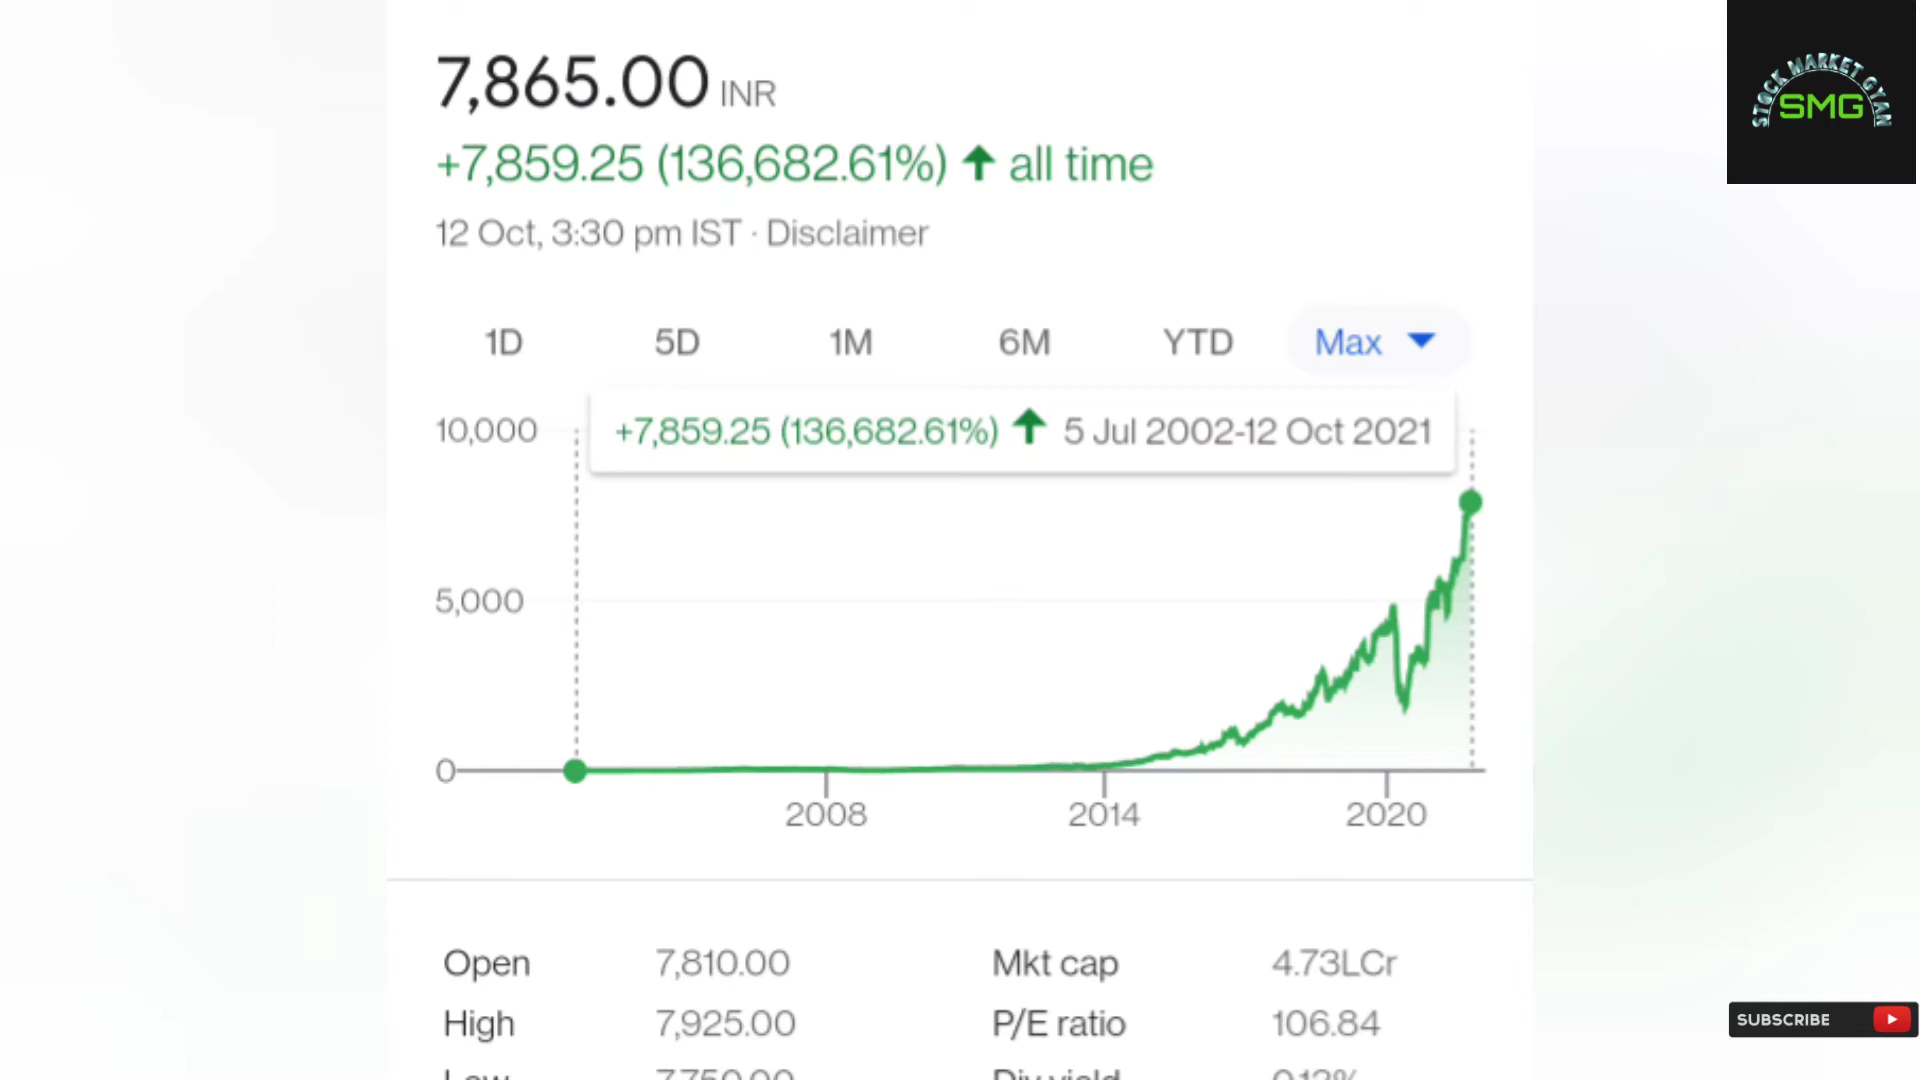 7,865.00 INR
+7,859.25 (136,682.61%) ↑ all time
12 Oct, 3:30 pm IST · Disclaimer
1D 5D 1M 6M YTD Max
+7,859.25 (136,682.61%) ↑ 5 Jul 2002-12 Oct 2021
10,000
5,000
0
2008 2014 2020
Open 7,810.00 Mkt cap 4.73LCr
High 7,925.00 P/E ratio 106.84
STOCK MARKET GYAN
SMG
SUBSCRIBE